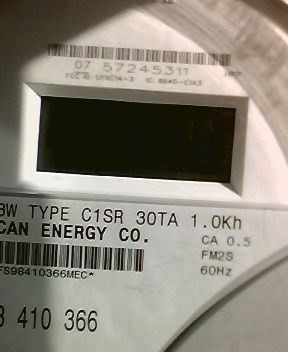 07 57245311
3W TYPE C1SR 30TA 1.0Kh
CAN ENERGY CO.
CA 0.5
FM2S
60Hz
FS98410366MEC*
410 366